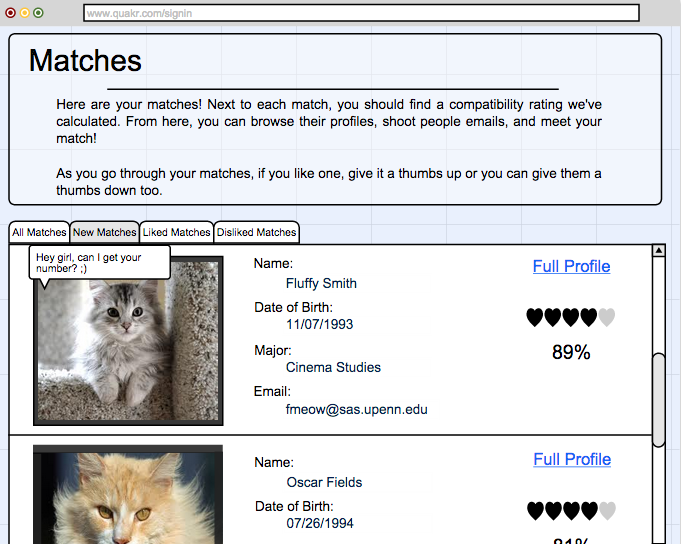 www.quakr.com/signin
Matches
Here are your matches! Next to each match, you should find a compatibility rating we've
calculated. From here, you can browse their profiles, shoot people emails, and meet your
match!
As you go through your matches, if you like one, give it a thumbs up or you can give them a
thumbs down too.
All Matches New Matches Liked Matches Disliked Matches
Hey girl, can I get your
number? ;)
Name:
Fluffy Smith
Date of Birth:
11/07/1993
Major:
Cinema Studies
Email:
fmeow@sas.upenn.edu
Full Profile
89%
Name:
Oscar Fields
Date of Birth:
07/26/1994
Full Profile
81%